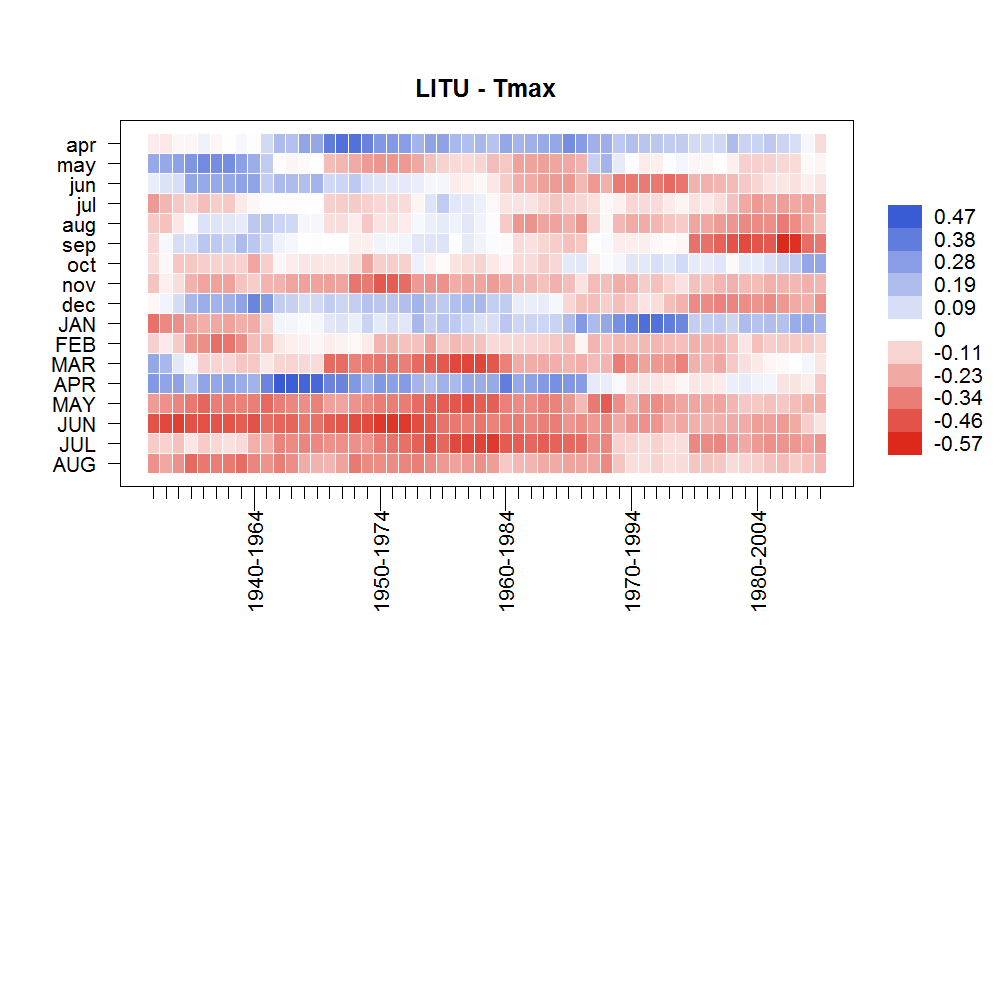 LITU - Tmax
apr
may
jun
jul
aug
sep
oct
nov
dec
JAN
FEB
MAR
APR
MAY
JUN
JUL
AUG
0.47
0.38
0.28
0.19
0.09
0
-0.11
-0.23
-0.34
-0.46
-0.57
1940-1964
1950-1974
1960-1984
1970-1994
1980-2004